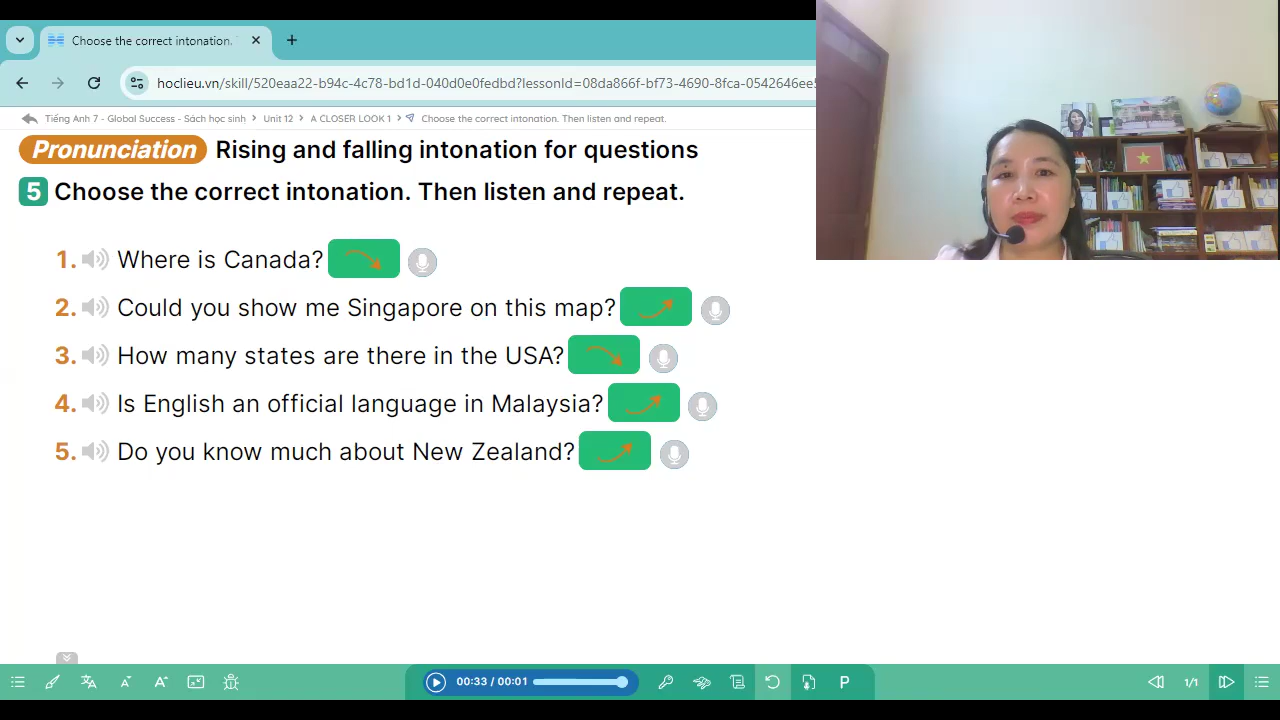 Choose the correct intonation.
hoclieu.vn/skill/520eaa22-b94c-4c78-bd1d-040d0e0fedbd?lessonId=08da866f-bf73-4690-8fca-0542646ee5
Tiếng Anh 7 - Global Success - Sách học sinh > Unit 12 > A CLOSER LOOK 1 > Choose the correct intonation. Then listen and repeat.
Pronunciation Rising and falling intonation for questions
5 Choose the correct intonation. Then listen and repeat.
1. Where is Canada?
2. Could you show me Singapore on this map?
3. How many states are there in the USA?
4. Is English an official language in Malaysia?
5. Do you know much about New Zealand?
00:33 / 00:01
P
1/1